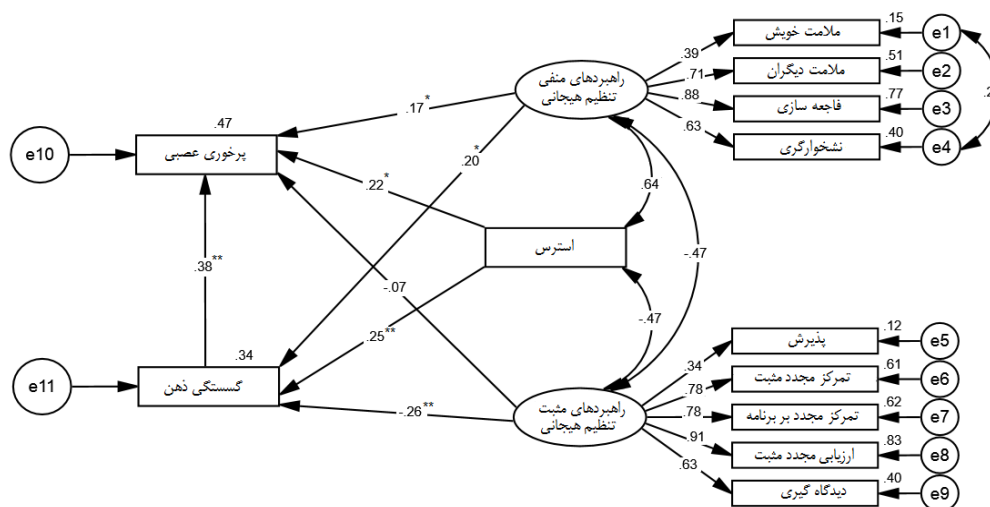 .15
ملامت خویش
e1
.39
.51
ملامت دیگران
e2
.71
راهبردهای منفی
تنظیم هیجانی
.77
فاجعه سازی
e3
.88
.40
نشخوارگری
e4
.63
.2
.17*
.47
پرخوری عصبی
e10
.20*
.22*
.64
استرس
-.47
.38**
-.07
-.47
.25**
.12
پذیرش
e5
.34
.34
گسستگی ذهن
e11
.61
تمرکز مجدد مثبت
e6
.78
-.26**
راهبردهای مثبت
تنظیم هیجانی
.62
تمرکز مجدد بر برنامه
e7
.78
.83
ارزیابی مجدد مثبت
e8
.91
.40
دیدگاه گیری
e9
.63